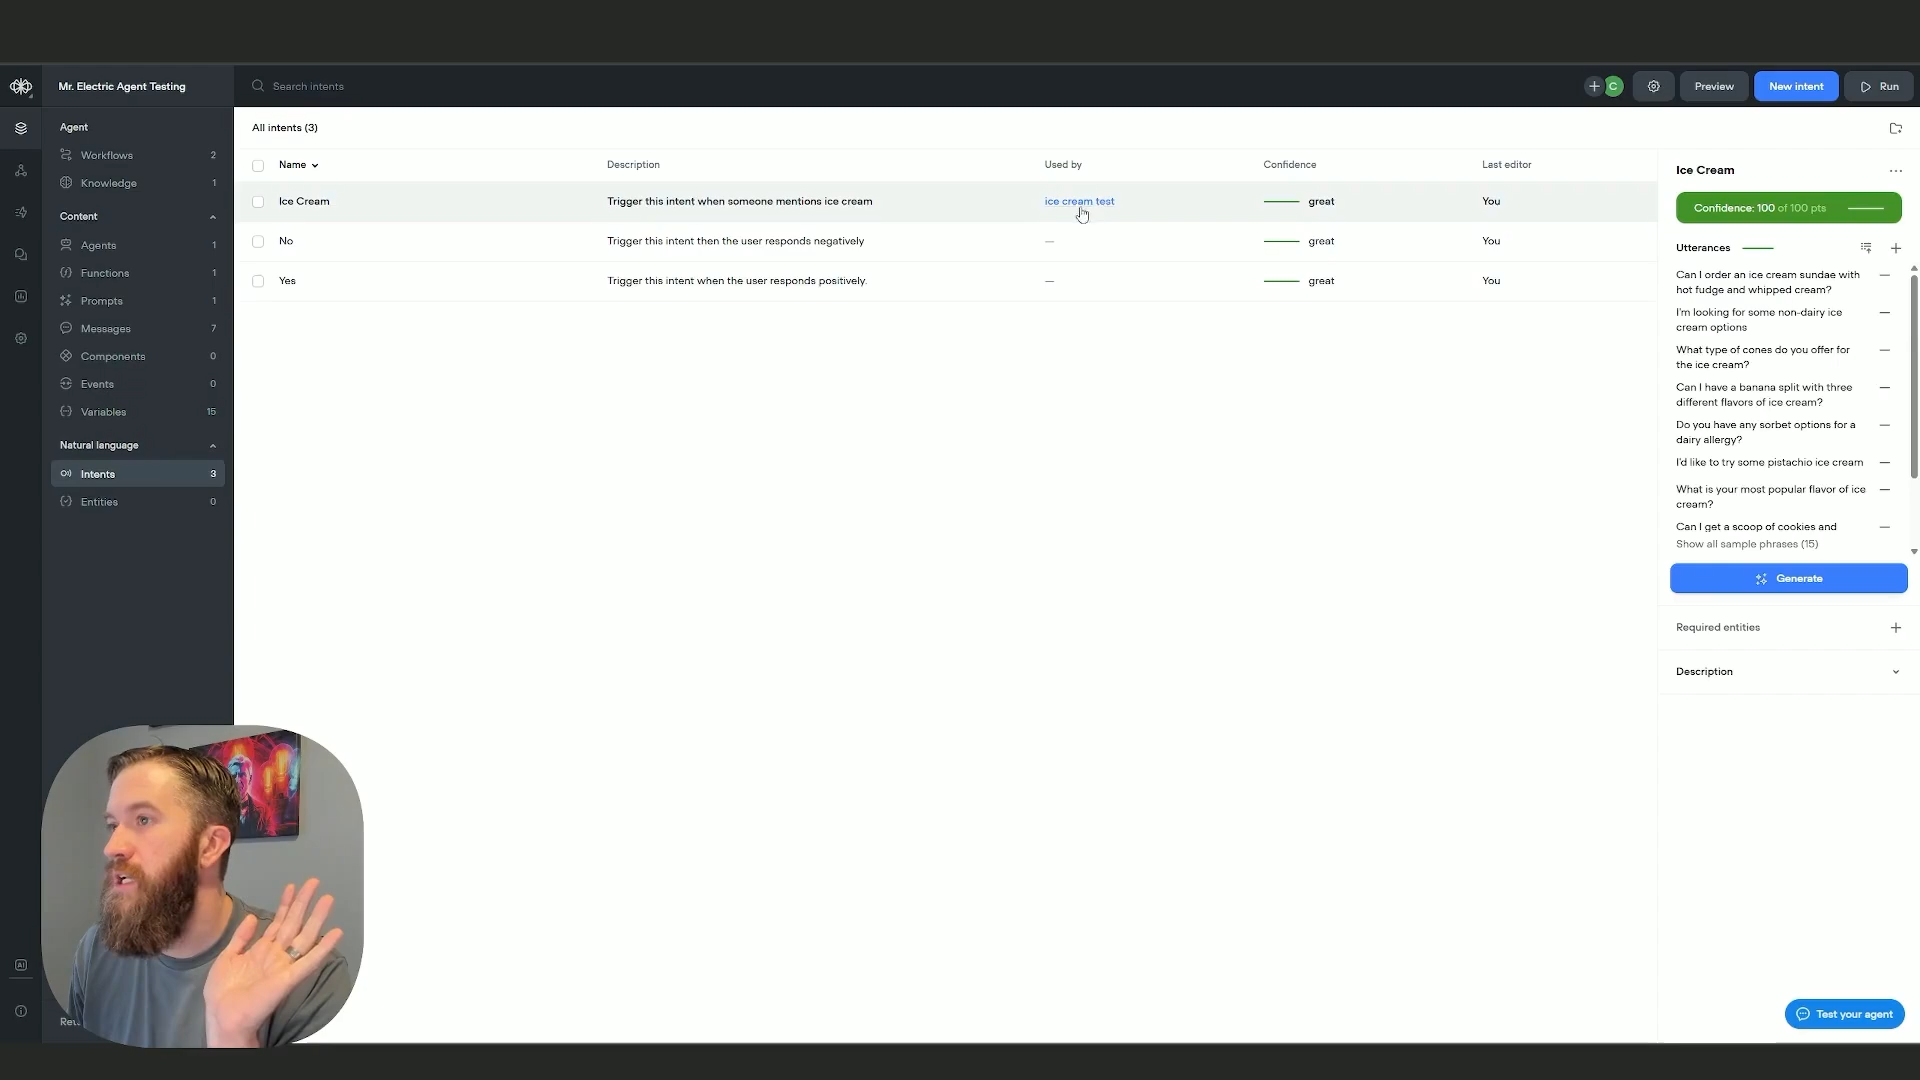 Mr. Electric Agent Testing
Search intents
C
Preview
New intent
Run
Agent
Workflows 2
Knowledge 1
Content
Agents 1
Functions 1
Prompts 1
Messages 7
Components 0
Events 0
Variables 15
Natural language
Intents 3
Entities 0
All intents (3)
Name Description Used by Confidence Last editor
Ice Cream Trigger this intent when someone mentions ice cream ice cream test great You
No Trigger this intent then the user responds negatively — great You
Yes Trigger this intent when the user responds positively. — great You
Ice Cream
Confidence: 100 of 100 pts
Utterances
Can I order an ice cream sundae with
hot fudge and whipped cream?
I'm looking for some non-dairy ice
cream options
What type of cones do you offer for
the ice cream?
Can I have a banana split with three
different flavors of ice cream?
Do you have any sorbet options for a
dairy allergy?
I'd like to try some pistachio ice cream
What is your most popular flavor of ice
cream?
Can I get a scoop of cookies and
Show all sample phrases (15)
Generate
Required entities
Description
AI
Test your agent